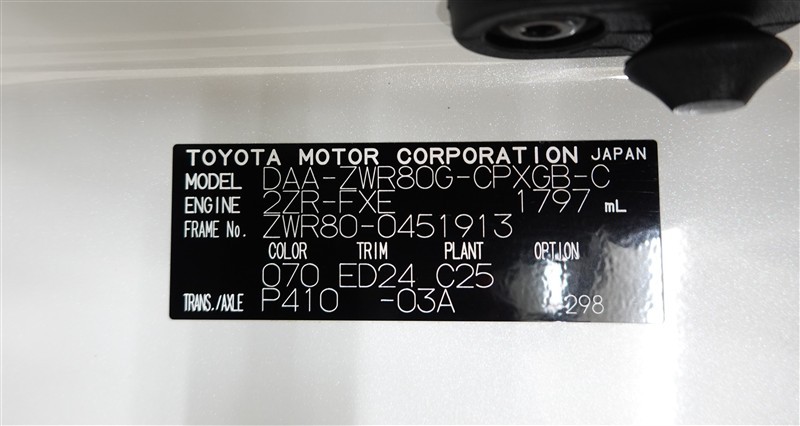 TOYOTA MOTOR CORPORATION JAPAN
MODEL DAA-ZWR80G-CPXGB-C
ENGINE 2ZR-FXE 1797 mL
FRAME No. ZWR80-0451913
COLOR TRIM PLANT OPTION
070 ED24 C25
TRANS./AXLE P410 -03A 298